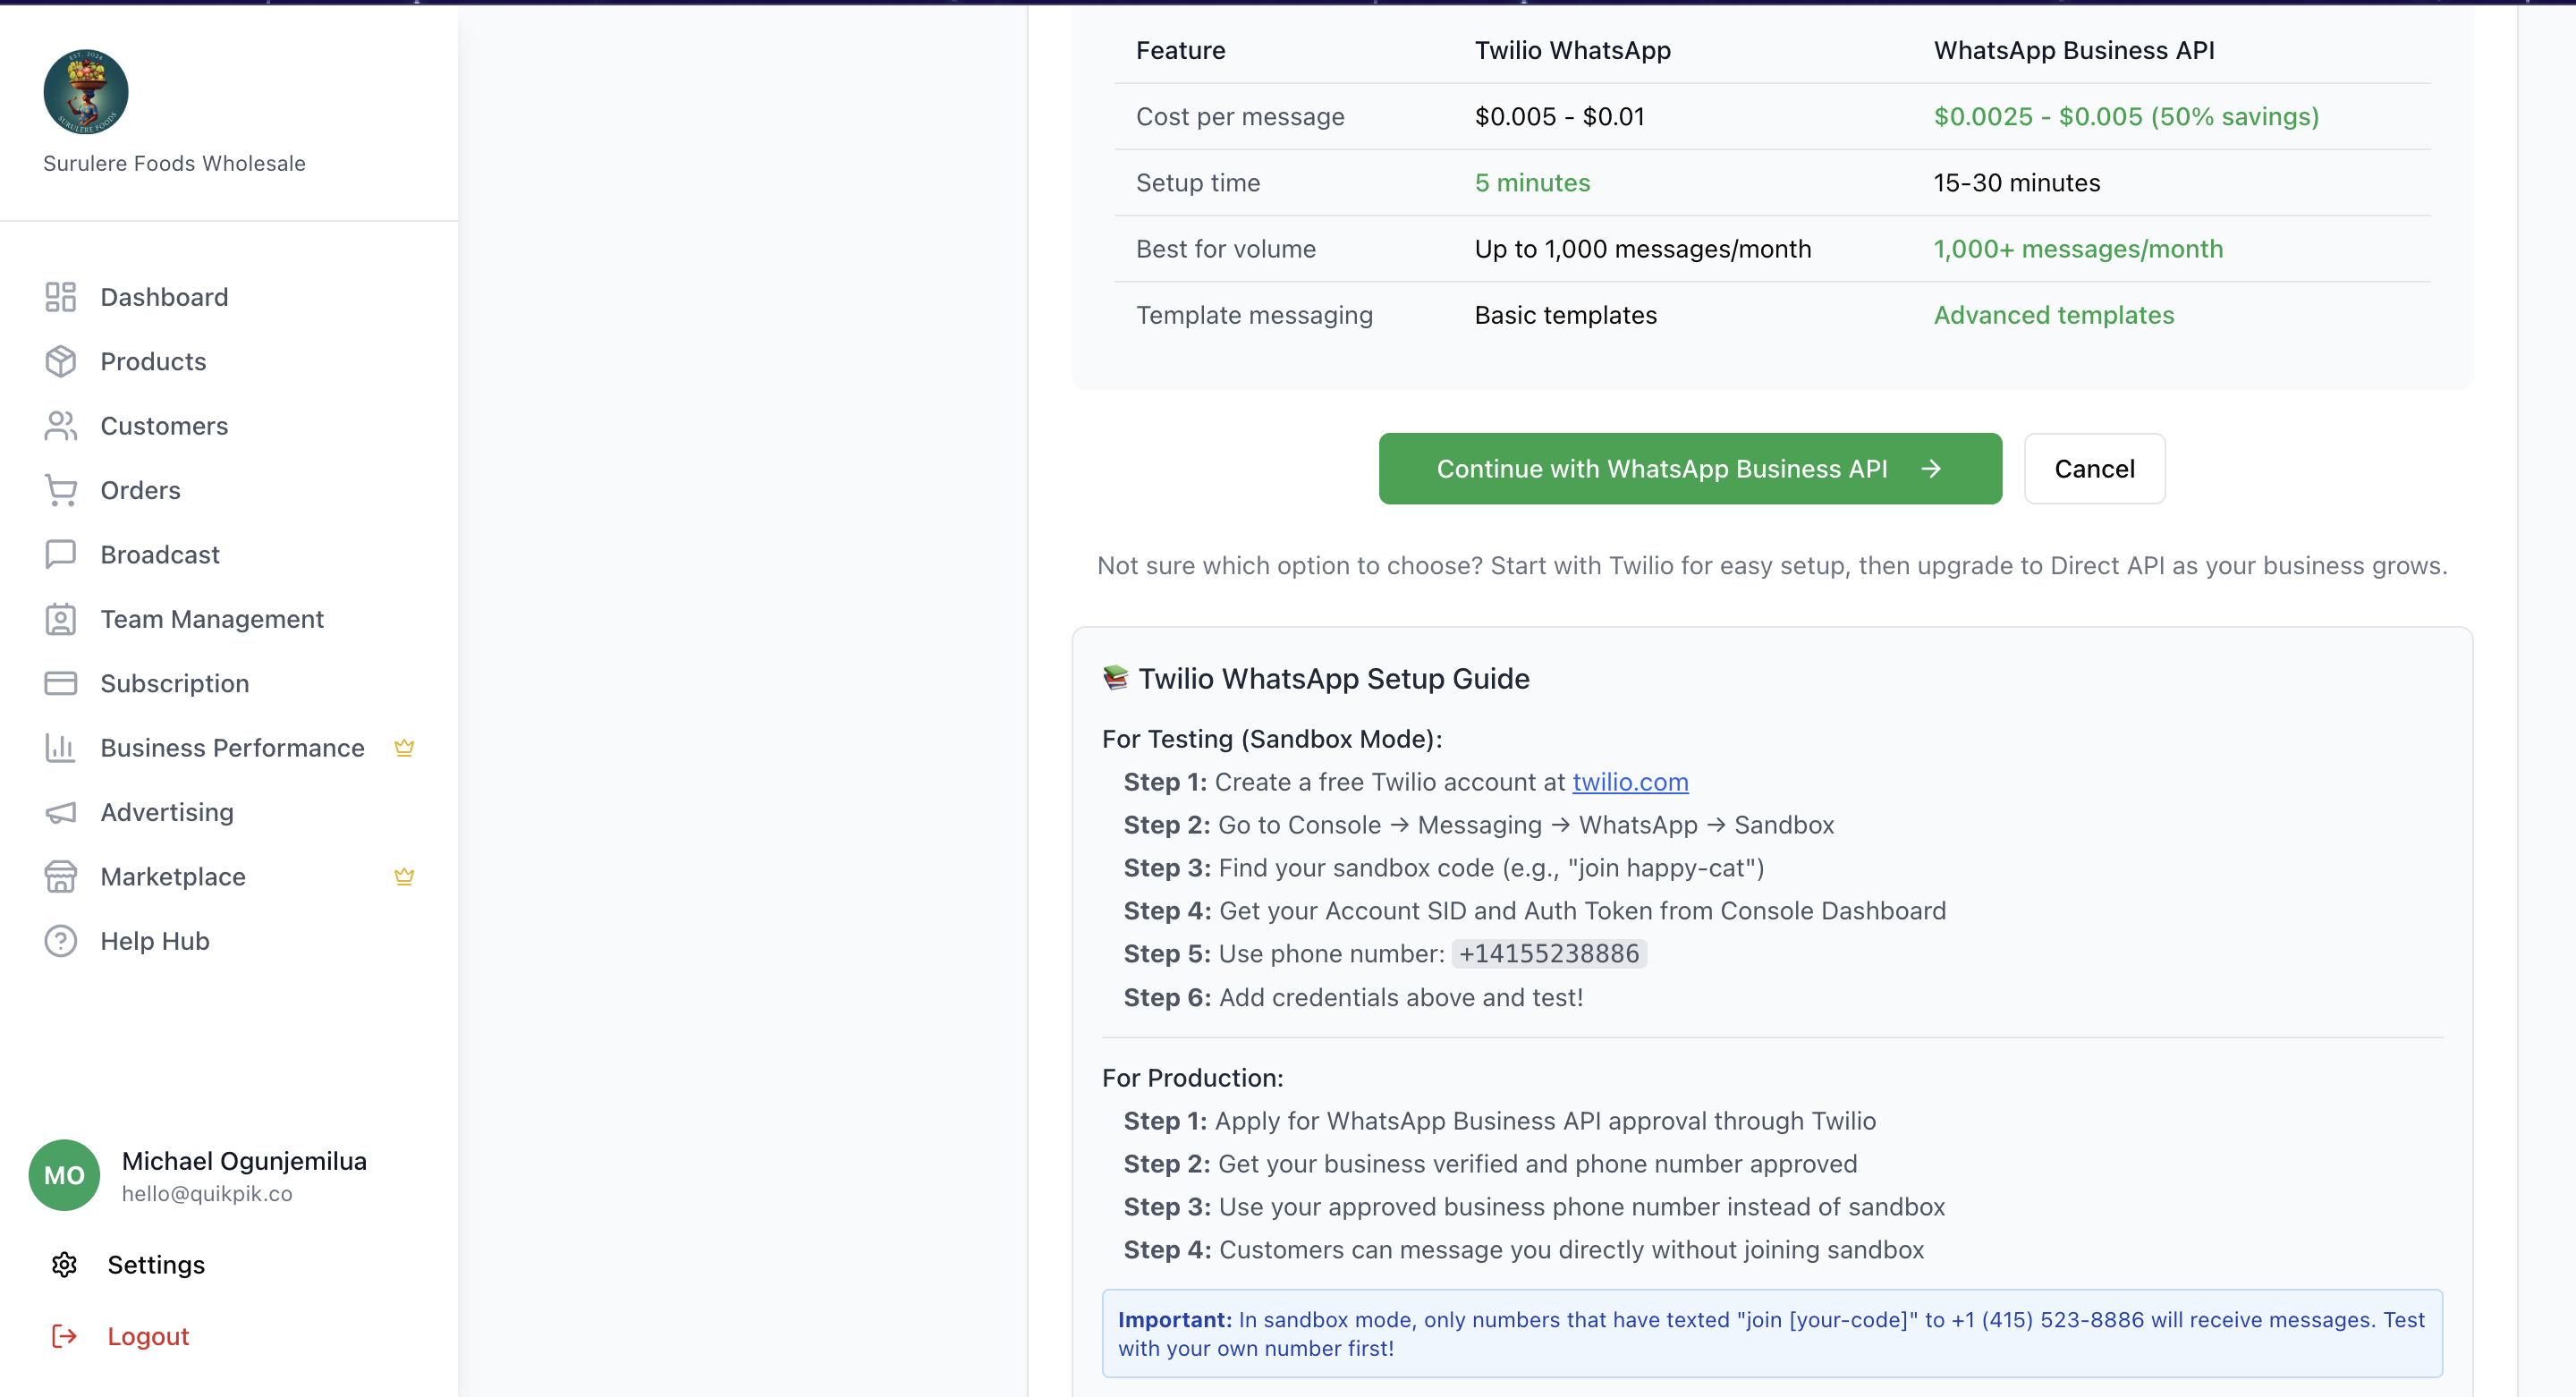 EST. 2024
SURULERE FOODS
Surulere Foods Wholesale
Dashboard
Products
Customers
Orders
Broadcast
Team Management
Subscription
Business Performance
Advertising
Marketplace
Help Hub
MO
Michael Ogunjemilua
hello@quikpik.co
Settings
Logout
Feature Twilio WhatsApp WhatsApp Business API
Cost per message $0.005 - $0.01 $0.0025 - $0.005 (50% savings)
Setup time 5 minutes 15-30 minutes
Best for volume Up to 1,000 messages/month 1,000+ messages/month
Template messaging Basic templates Advanced templates
Continue with WhatsApp Business API → Cancel
Not sure which option to choose? Start with Twilio for easy setup, then upgrade to Direct API as your business grows.
📚 Twilio WhatsApp Setup Guide
For Testing (Sandbox Mode):
Step 1: Create a free Twilio account at twilio.com
Step 2: Go to Console → Messaging → WhatsApp → Sandbox
Step 3: Find your sandbox code (e.g., "join happy-cat")
Step 4: Get your Account SID and Auth Token from Console Dashboard
Step 5: Use phone number: +14155238886
Step 6: Add credentials above and test!
For Production:
Step 1: Apply for WhatsApp Business API approval through Twilio
Step 2: Get your business verified and phone number approved
Step 3: Use your approved business phone number instead of sandbox
Step 4: Customers can message you directly without joining sandbox
Important: In sandbox mode, only numbers that have texted "join [your-code]" to +1 (415) 523-8886 will receive messages. Test
with your own number first!